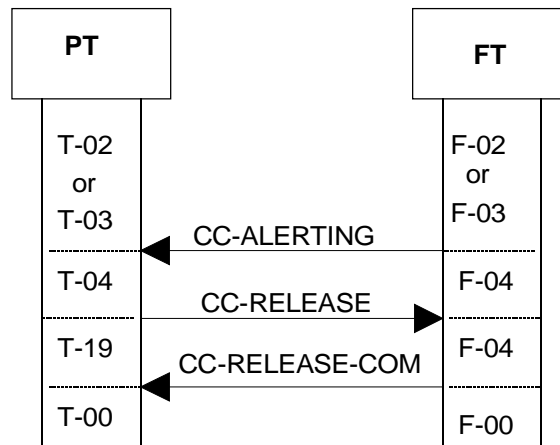 PT
FT
T-02
or
T-03
F-02
or
F-03
CC-ALERTING
T-04
F-04
CC-RELEASE
T-19
F-04
CC-RELEASE-COM
T-00
F-00